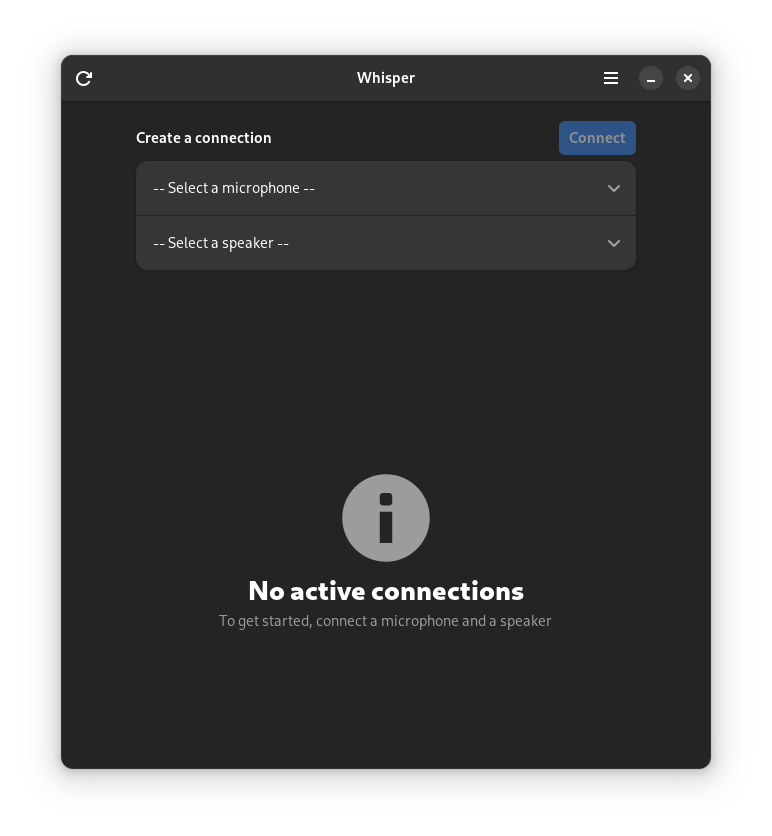 Whisper
Create a connection
Connect
-- Select a microphone --
-- Select a speaker --
No active connections
To get started, connect a microphone and a speaker